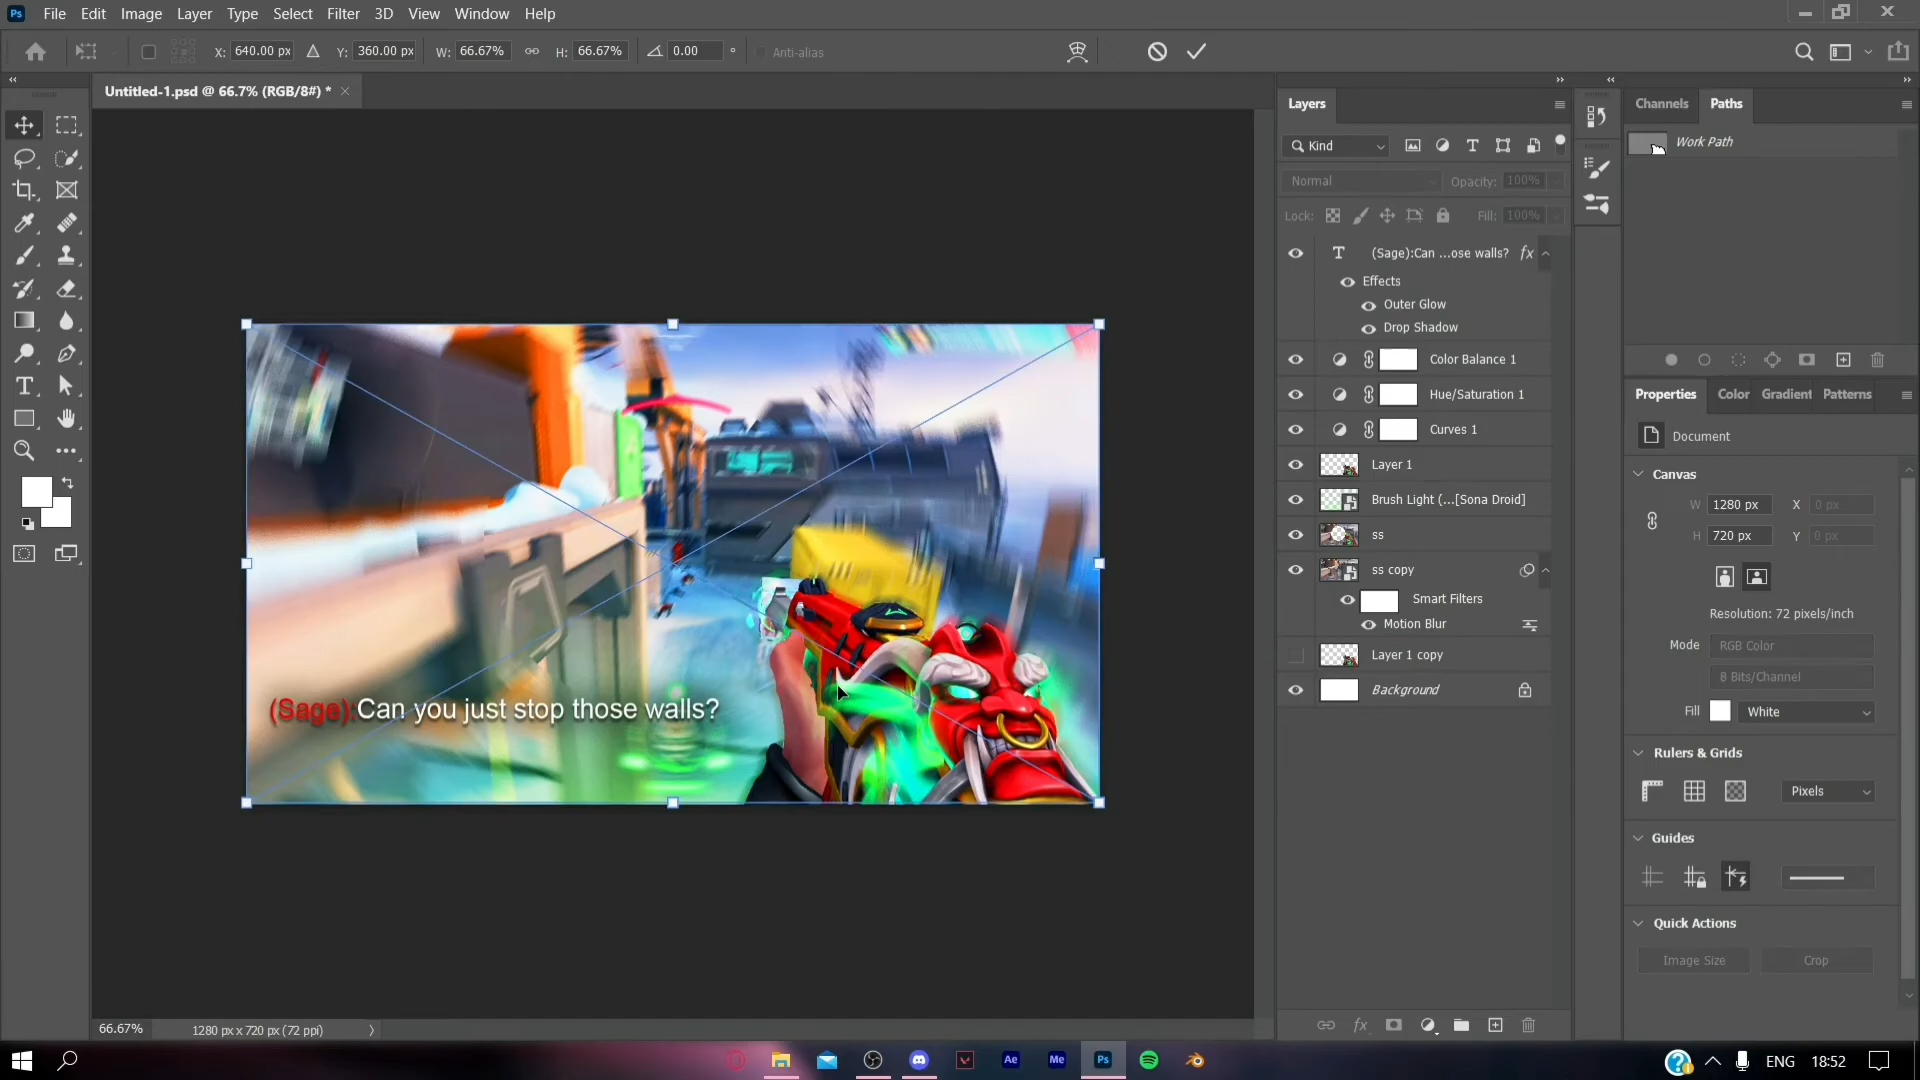 Ps File Edit Image Layer Type Select Filter 3D View Window Help
X: 640.00 px Y: 360.00 px W: 66.67% H: 66.67% 0.00 ° Anti-alias
Untitled-1.psd @ 66.7% (RGB/8#) *
Layers
Channels Paths
Kind
Work Path
Normal Opacity: 100%
Lock: Fill: 100%
T (Sage):Can ...ose walls? fx
Effects
Outer Glow
Drop Shadow
Color Balance 1
Hue/Saturation 1
Curves 1
Layer 1
Brush Light (...[Sona Droid]
ss
ss copy
Smart Filters
Motion Blur
Layer 1 copy
Background
Properties Color Gradient Patterns
Document
Canvas
W 1280 px X 0 px
H 720 px Y 0 px
Resolution: 72 pixels/inch
Mode RGB Color
8 Bits/Channel
Fill White
Rulers & Grids
Pixels
Guides
Quick Actions
Image Size Crop
(Sage):Can you just stop those walls?
66.67% 1280 px x 720 px (72 ppi)
Ae Me Ps ENG 18:52